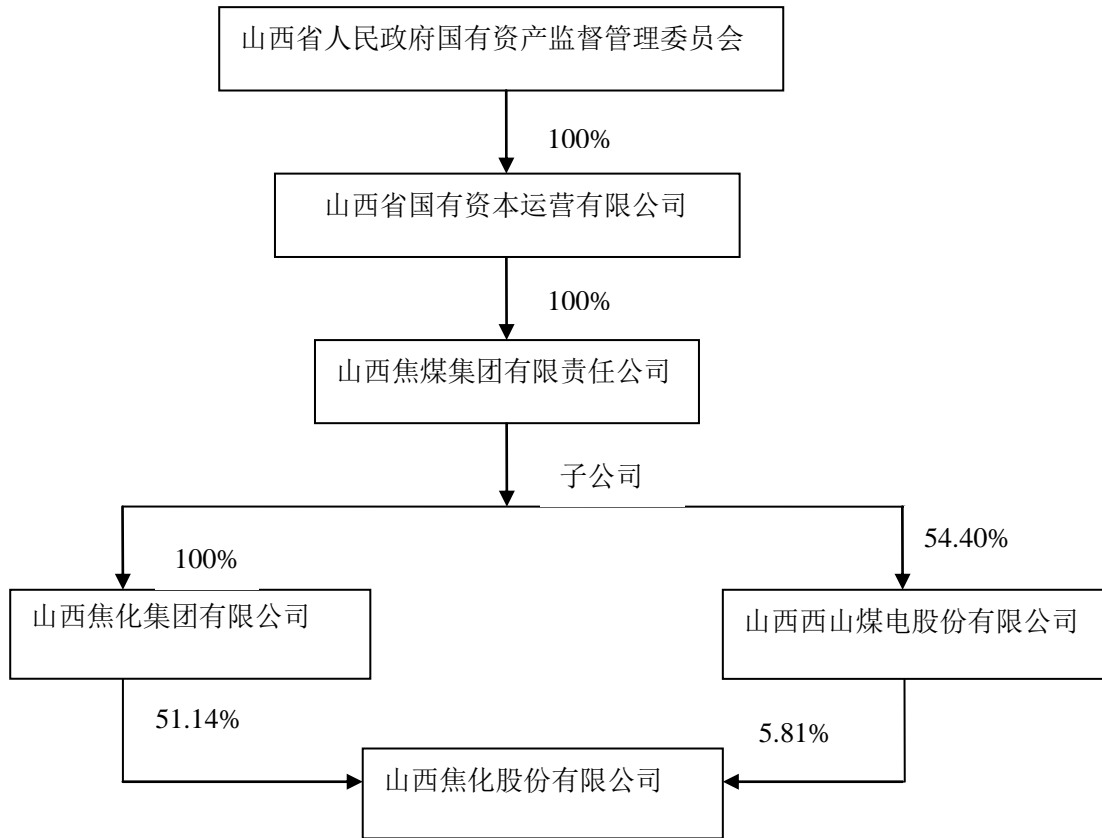 山西省人民政府国有资产监督管理委员会
100%
山西省国有资本运营有限公司
100%
山西焦煤集团有限责任公司
子公司
100%
54.40%
山西焦化集团有限公司
山西西山煤电股份有限公司
51.14%
5.81%
山西焦化股份有限公司